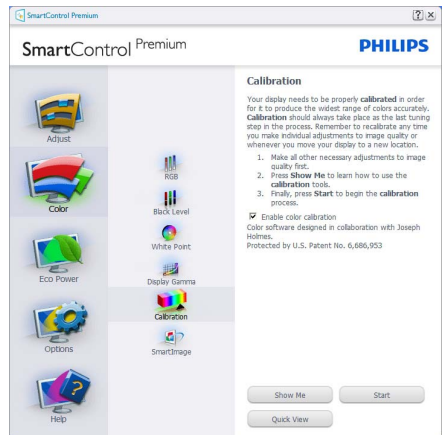 SmartControl Premium
SmartControl Premium
PHILIPS
Adjust
Color
Eco Power
Options
Help
RGB
Black Level
White Point
Display Gamma
Calibration
SmartImage
Calibration
Your display needs to be properly calibrated in order
for it to produce the widest range of colors accurately.
Calibration should always take place as the last tuning
step in the process. Remember to recalibrate any time
you make individual adjustments to image quality or
whenever you move your display to a new location.
1. Make all other necessary adjustments to image
quality first.
2. Press Show Me to learn how to use the
calibration tools.
3. Finally, press Start to begin the calibration
process.
Enable color calibration
Color software designed in collaboration with Joseph
Holmes.
Protected by U.S. Patent No. 6,686,953
Show Me
Start
Quick View